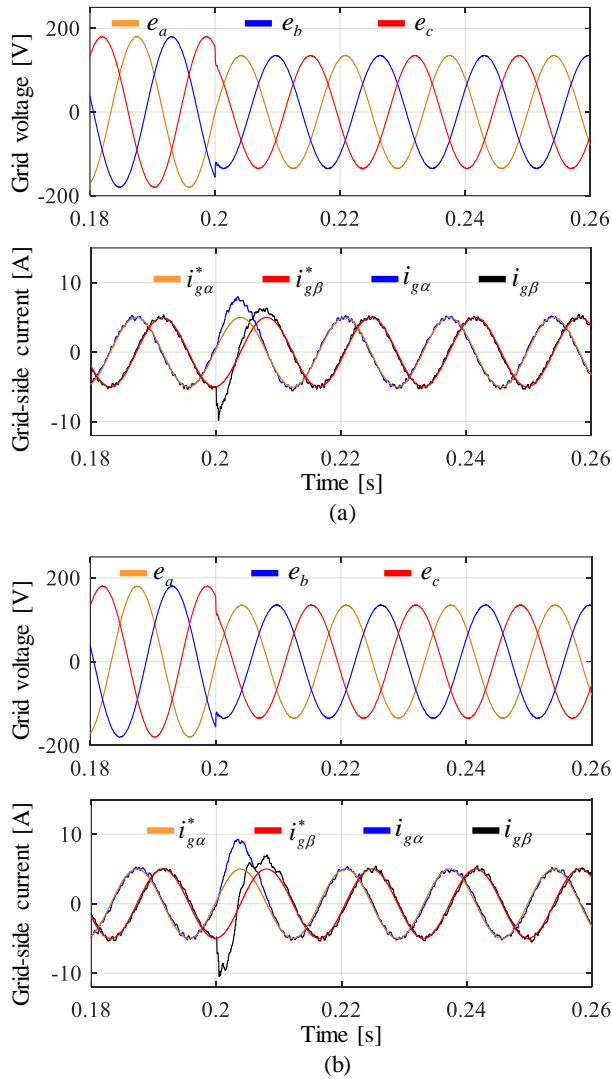 e_a e_b e_c
Grid voltage [V]
200
0
-200
0.18 0.2 0.22 0.24 0.26
i*_gα i*_gβ i_gα i_gβ
Grid-side current [A]
10
0
-10
0.18 0.2 0.22 0.24 0.26
Time [s]
(a)
e_a e_b e_c
Grid voltage [V]
200
0
-200
0.18 0.2 0.22 0.24 0.26
i*_gα i*_gβ i_gα i_gβ
Grid-side current [A]
10
0
-10
0.18 0.2 0.22 0.24 0.26
Time [s]
(b)